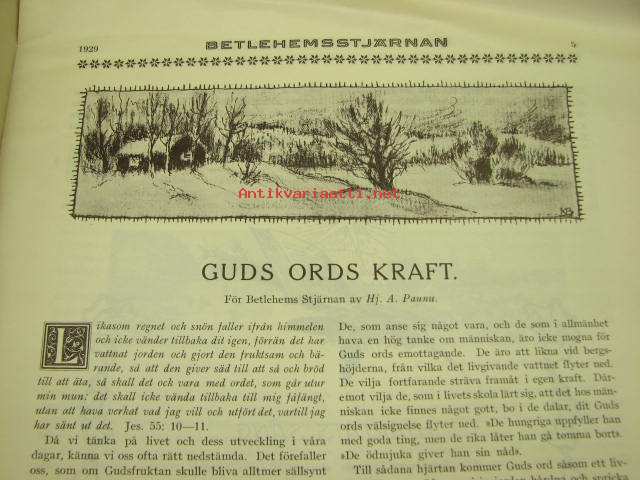 1929 BETLEHEMSSTJÄRNAN 5
Antikvariaatti.net
KB
GUDS ORDS KRAFT.
För Betlehems Stjärnan av Hj. A. Paunu.
Likasom regnet och snön faller ifrån himmelen
och icke vänder tillbaka dit igen, förrän det har
vattnat jorden och gjort den fruktsam och bä-
rande, så att den giver säd till att så och bröd
till att äta, så skall det och vara med ordet, som går utur
min mun: det skall icke vända tillbaka till mig fåfängt,
utan att hava verkat vad jag vill och utfört det, vartill jag
har sänt ut det. Jes. 55: 10—11.
Då vi tänka på livet och dess utveckling i våra
dagar, känna vi oss ofta rätt nedstämda. Det förefaller
oss, som om Gudsfruktan skulle bliva alltmer sällsynt
De, som anse sig något vara, och de som i allmänhet
hava en hög tanke om människan, äro icke mogna för
Guds ords emottagande. De äro att likna vid bergs-
höjderna, från vilka det livgivande vattnet flyter ned.
De vilja fortfarande sträva framåt i egen kraft. Där-
emot vilja de, som i livets skola lärt sig, att det hos män-
niskan icke finnes något gott, bo i de dalar, dit Guds
ords välsignelse flyter ned. »De hungriga uppfyller han
med goda ting, men de rika låter han gå tomma bort».
»De ödmjuka giver han sin nåd».
Till sådana hjärtan kommer Guds ord såsom ett liv-